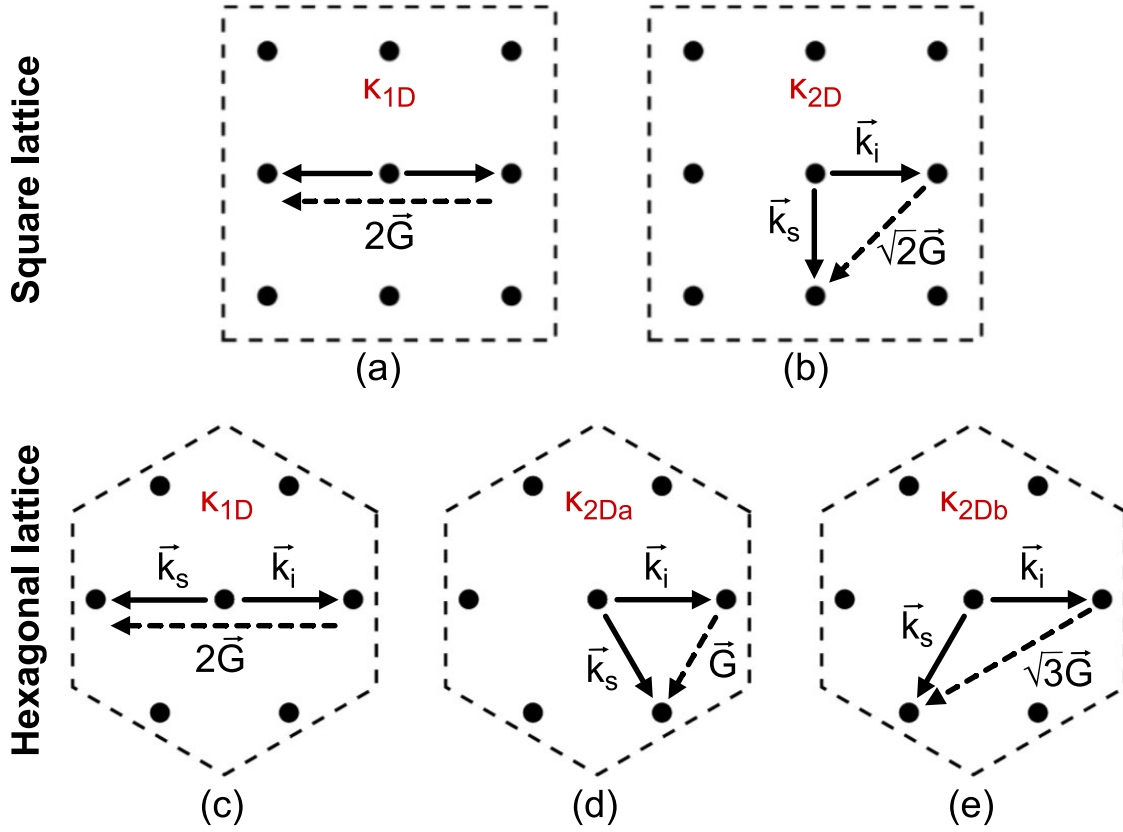 Square lattice
κ1D
2G⃗
(a)
κ2D
k⃗i
k⃗s
√2G⃗
(b)
Hexagonal lattice
κ1D
k⃗s
k⃗i
2G⃗
(c)
κ2Da
k⃗i
k⃗s
G⃗
(d)
κ2Db
k⃗i
k⃗s
√3G⃗
(e)